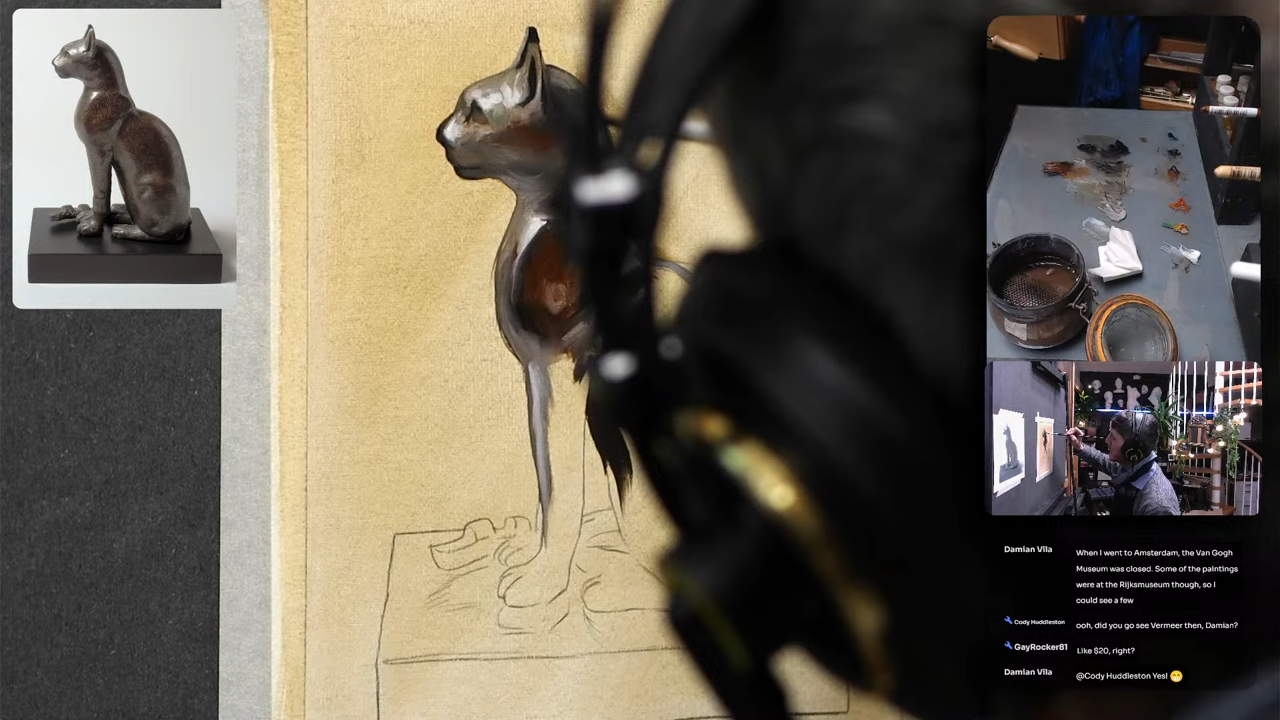 Damian Vila
When I went to Amsterdam, the Van Gogh
Museum was closed. Some of the paintings
were at the Rijksmuseum though, so I
could see a few
Cody Huddleston
ooh, did you go see Vermeer then, Damian?
GayRocker81
Like $20, right?
Damian Vila
@Cody Huddleston Yes! 😁